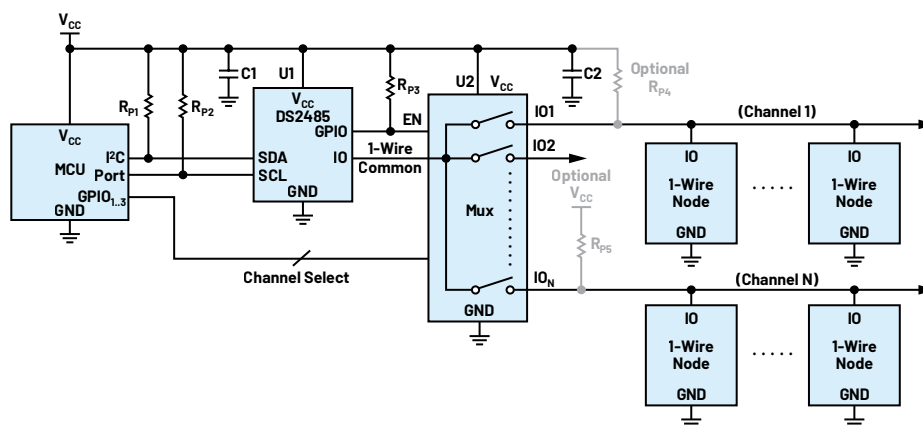 VCC
C1
U1
RP1
RP2
RP3
U2
VCC
C2
Optional
RP4
VCC
DS2485
GPIO
EN
IO1
(Channel 1)
VCC
I²C
MCU
Port
GPIO1..3
GND
SDA
SCL
IO
GND
1-Wire
Common
IO2
Optional
VCC
RP5
Mux
IO
1-Wire
Node
GND
.....
IO
1-Wire
Node
GND
Channel Select
ION
(Channel N)
GND
IO
1-Wire
Node
GND
.....
IO
1-Wire
Node
GND